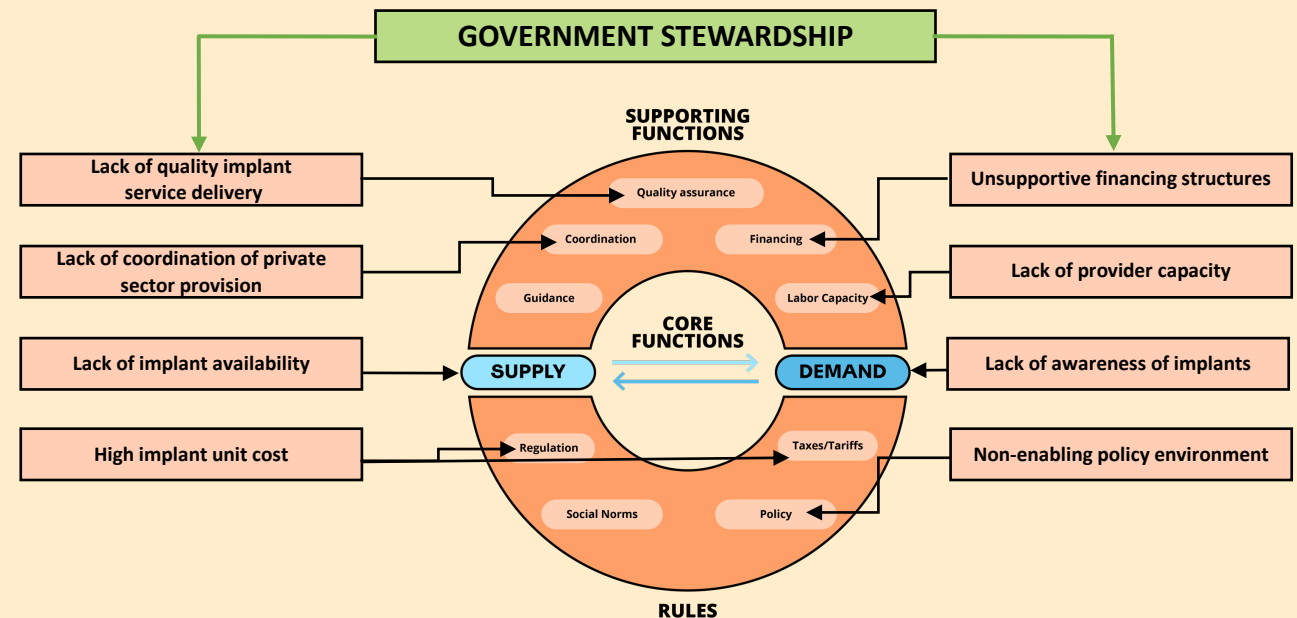 GOVERNMENT STEWARDSHIP
SUPPORTING
FUNCTIONS
Lack of quality implant
service delivery
Quality assurance
Unsupportive financing structures
Coordination
Financing
Lack of coordination of private
sector provision
Lack of provider capacity
Guidance
Labor Capacity
CORE
FUNCTIONS
Lack of implant availability
SUPPLY
DEMAND
Lack of awareness of implants
High implant unit cost
Regulation
Taxes/Tariffs
Non-enabling policy environment
Social Norms
Policy
RULES